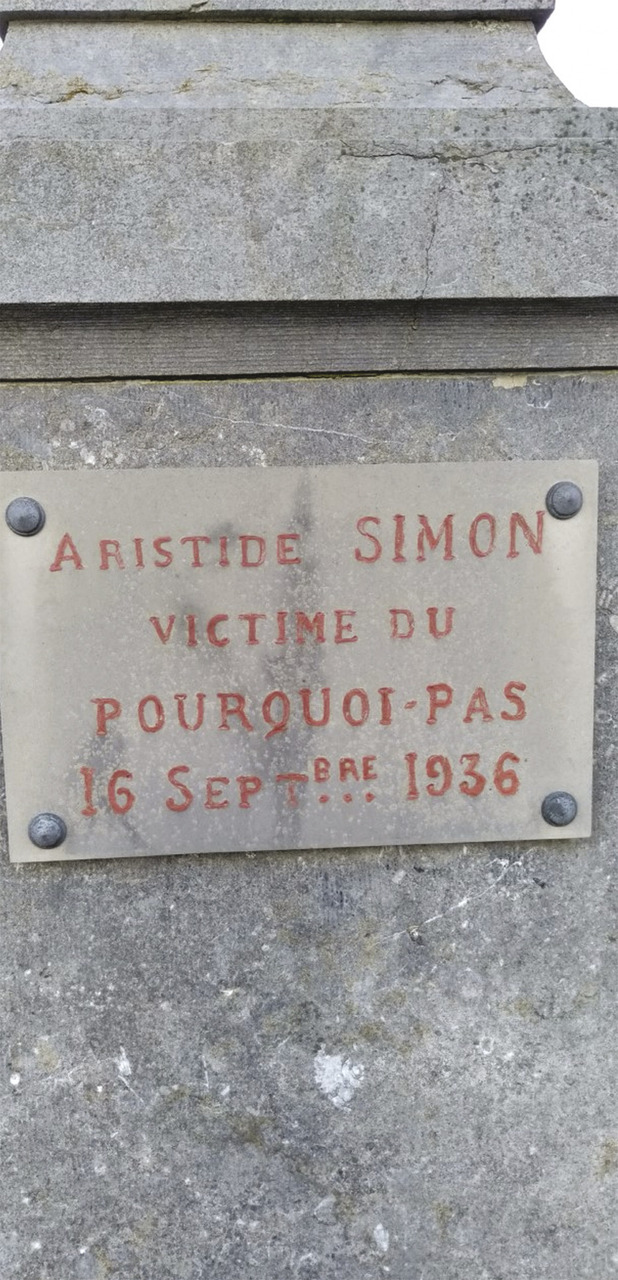 ARISTIDE SIMON
VICTIME DU
POURQUOI-PAS
16 SEPTBRE... 1936